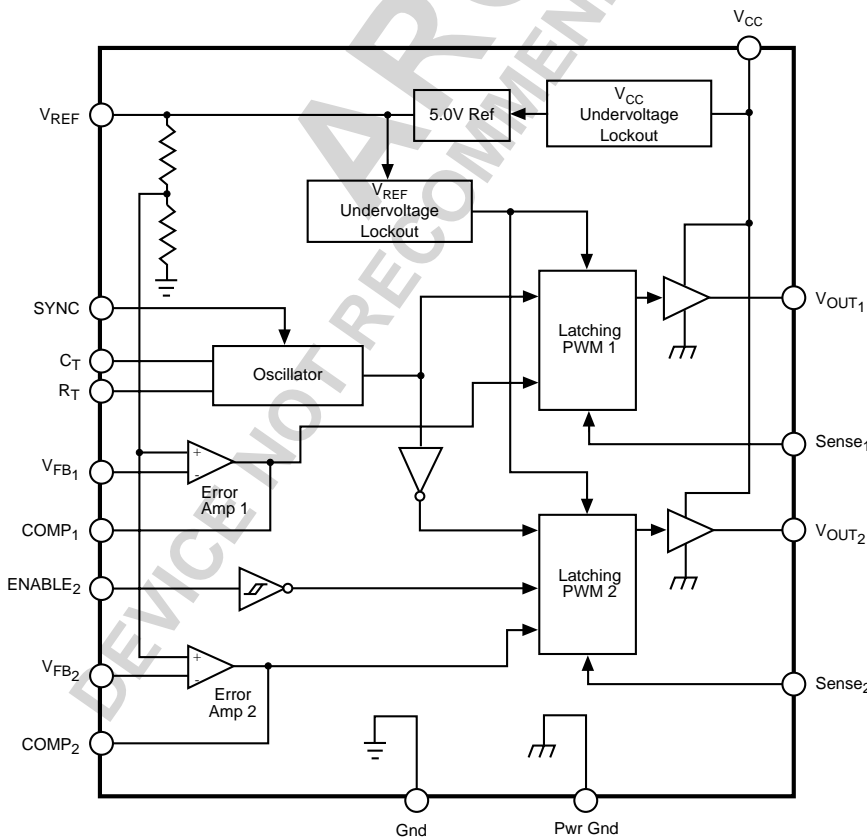 VCC
VREF
5.0V Ref
VCC
Undervoltage
Lockout
VREF
Undervoltage
Lockout
SYNC
CT
RT
Oscillator
Latching
PWM 1
VOUT1
VFB1
+
-
Error
Amp 1
Sense1
COMP1
ENABLE2
Latching
PWM 2
VOUT2
VFB2
+
-
Error
Amp 2
Sense2
COMP2
Gnd
Pwr Gnd
DEVICE NOT RECOMMEN
ARC